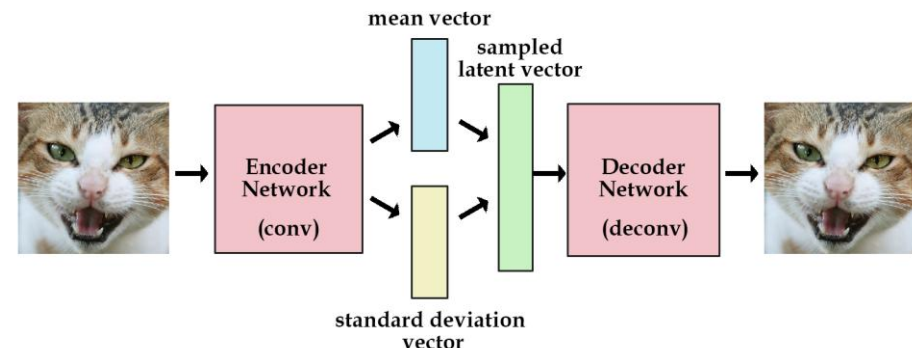 mean vector
sampled
latent vector
Encoder
Network
(conv)
Decoder
Network
(deconv)
standard deviation
vector